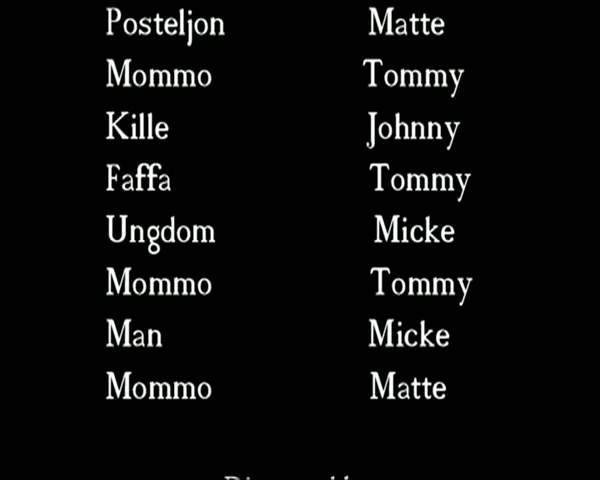 Posteljon Matte
Mommo Tommy
Kille Johnny
Faffa Tommy
Ungdom Micke
Mommo Tommy
Man Micke
Mommo Matte